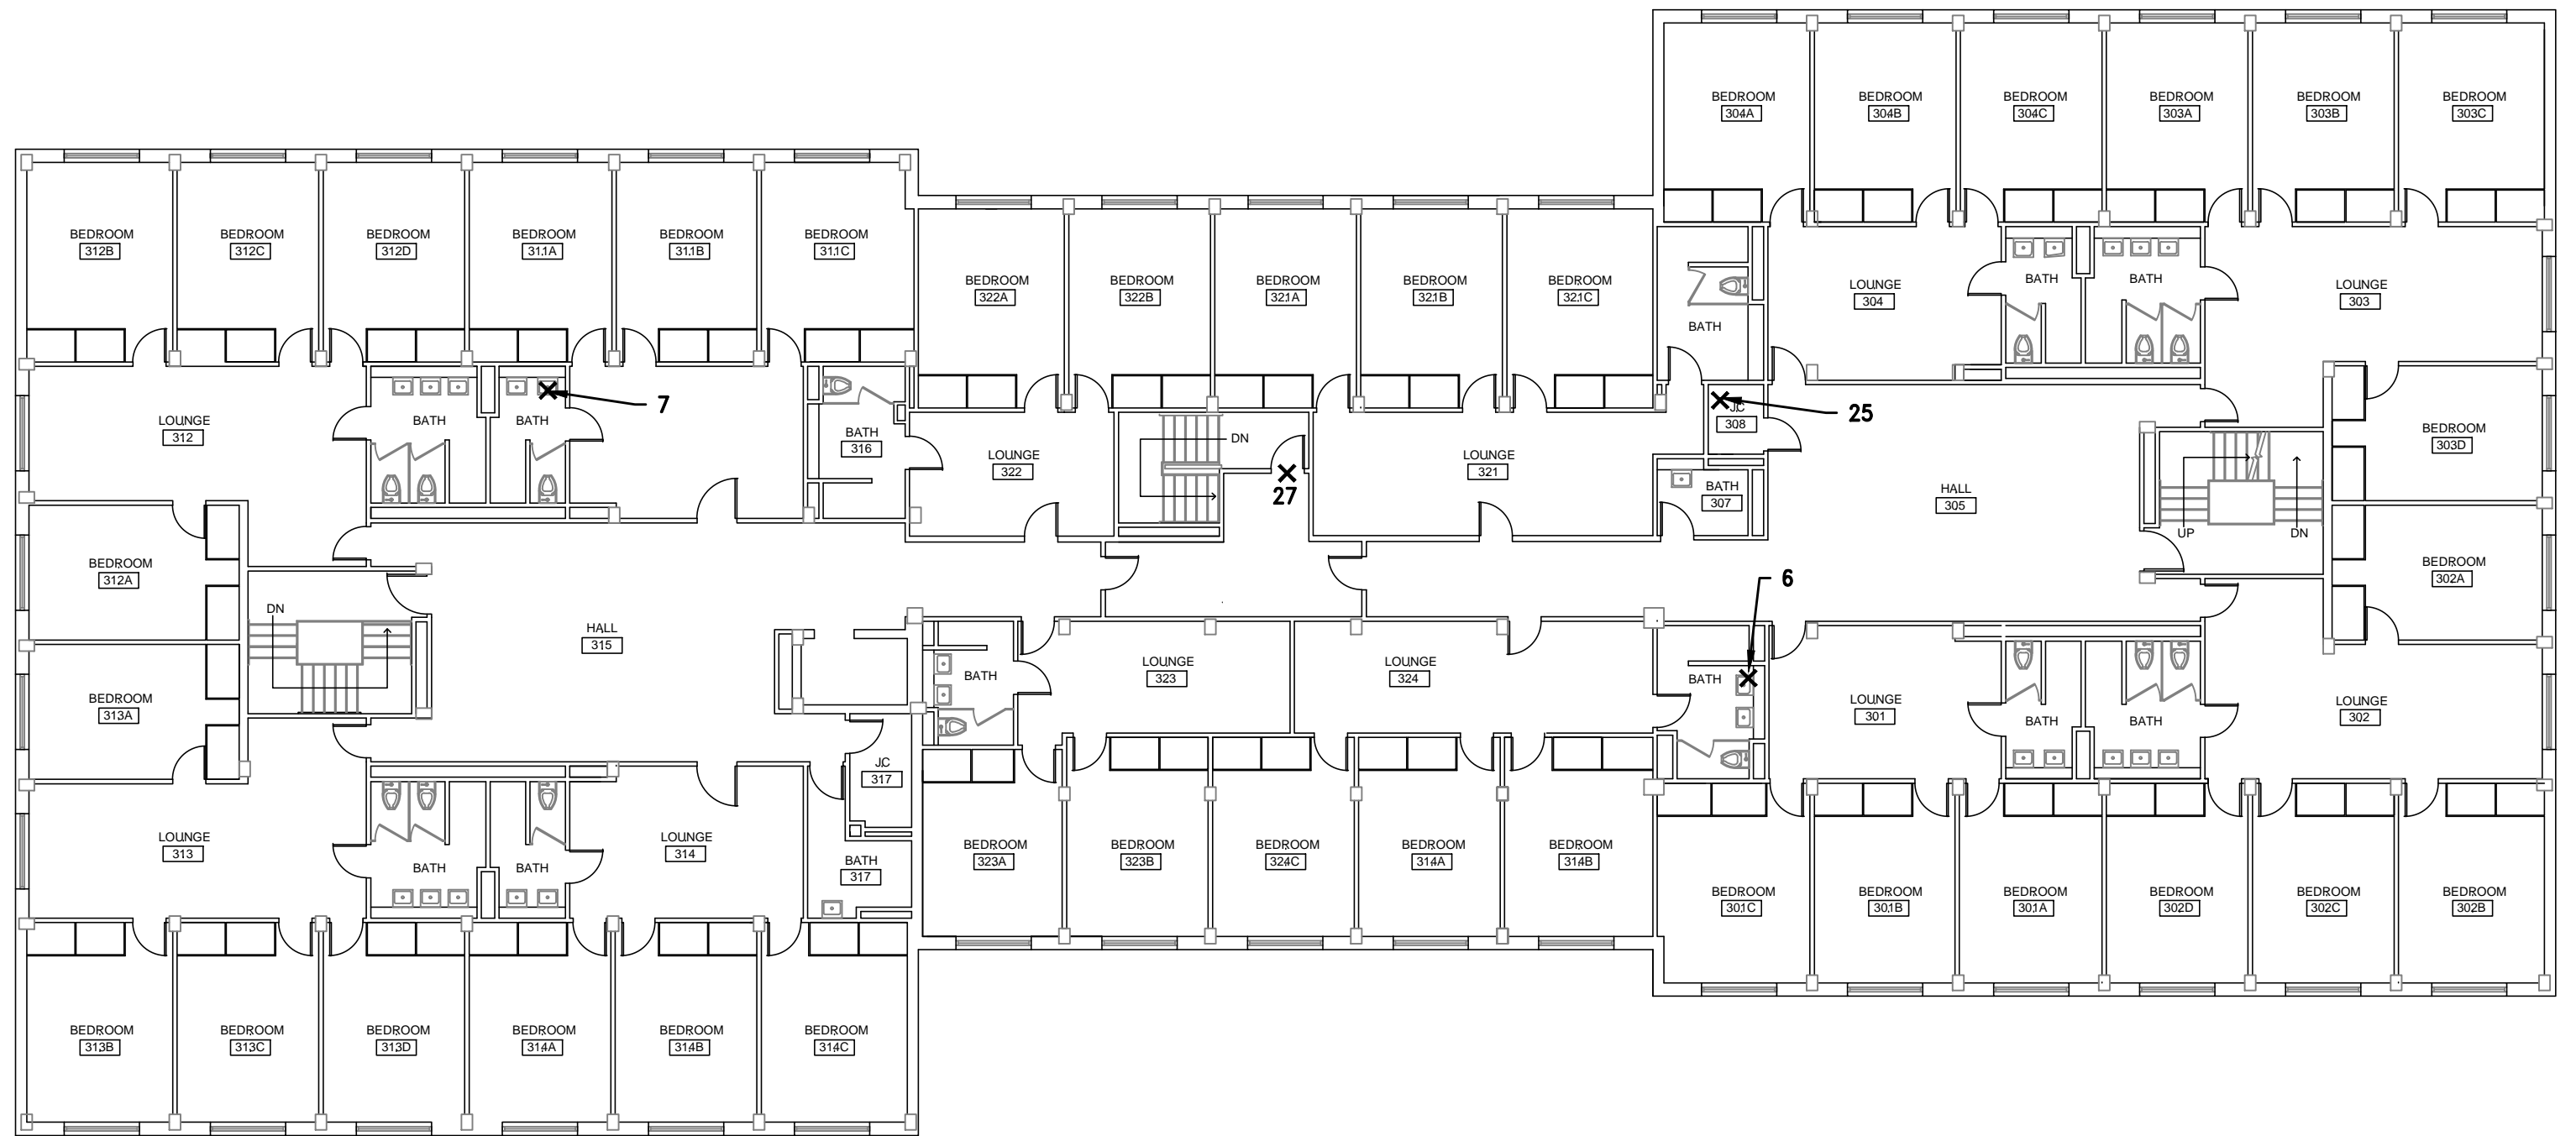 BEDROOM
304A
BEDROOM
304B
BEDROOM
304C
BEDROOM
303A
BEDROOM
303B
BEDROOM
303C
BEDROOM
312B
BEDROOM
312C
BEDROOM
312D
BEDROOM
311A
BEDROOM
311B
BEDROOM
311C
BEDROOM
322A
BEDROOM
322B
BEDROOM
321A
BEDROOM
321B
BEDROOM
321C
BATH
LOUNGE
304
BATH
BATH
LOUNGE
303
LOUNGE
312
BATH
BATH
7
BATH
316
LOUNGE
322
DN
27
LOUNGE
321
J.C
308
25
BATH
307
HALL
305
BEDROOM
303D
UP
DN
BEDROOM
302A
BEDROOM
312A
DN
HALL
315
BEDROOM
313A
BATH
LOUNGE
323
LOUNGE
324
6
BATH
LOUNGE
301
BATH
BATH
LOUNGE
302
J.C
317
LOUNGE
313
BATH
BATH
LOUNGE
314
BATH
317
BEDROOM
323A
BEDROOM
323B
BEDROOM
324C
BEDROOM
314A
BEDROOM
314B
BEDROOM
301C
BEDROOM
301B
BEDROOM
301A
BEDROOM
302D
BEDROOM
302C
BEDROOM
302B
BEDROOM
313B
BEDROOM
313C
BEDROOM
313D
BEDROOM
314A
BEDROOM
314B
BEDROOM
314C